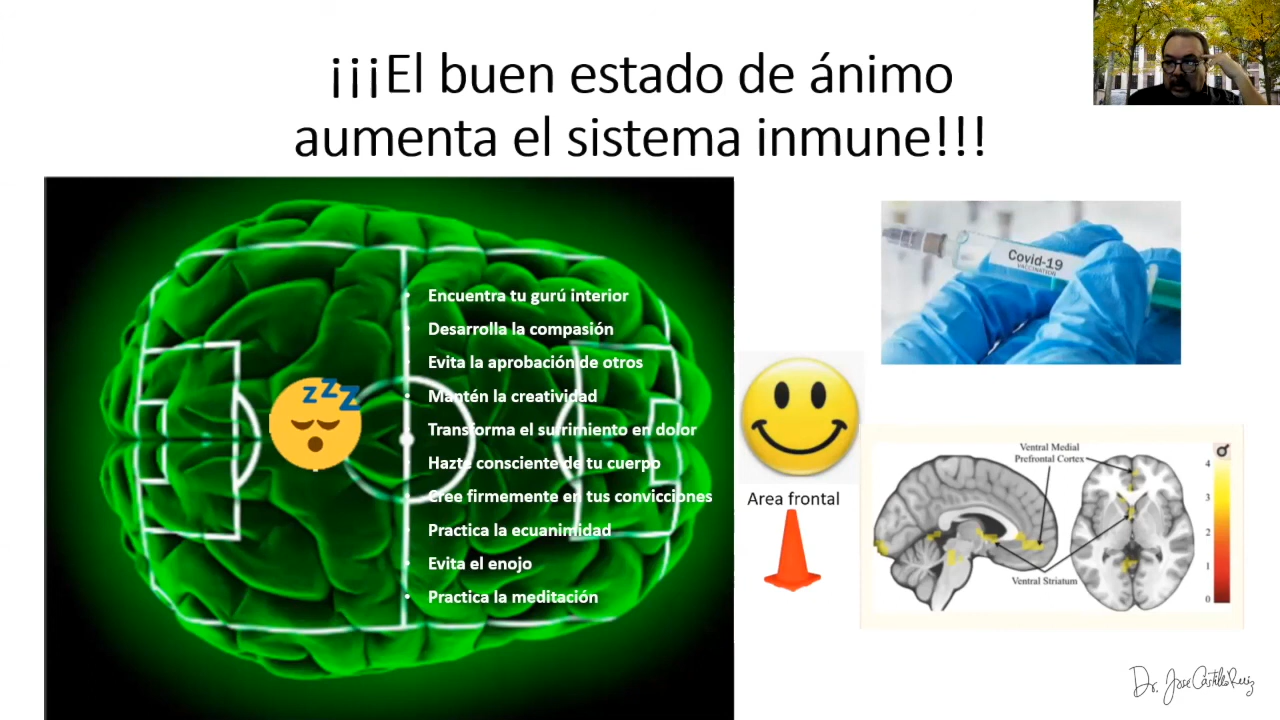 ¡¡¡El buen estado de ánimo
aumenta el sistema inmune!!!
• Encuentra tu gurú interior
• Desarrolla la compasión
• Evita la aprobación de otros
• Mantén la creatividad
• Transforma el surrimiento en dolor
• Hazte consciente de tu cuerpo
• Cree firmemente en tus convicciones
• Practica la ecuanimidad
• Evita el enojo
• Practica la meditación
zzz
Covid-19
VACCINATION
Area frontal
Ventral Medial
Prefrontal Cortex
Ventral Striatum
♂
4
3
2
1
0
Dr. Jose Castillo Ruiz